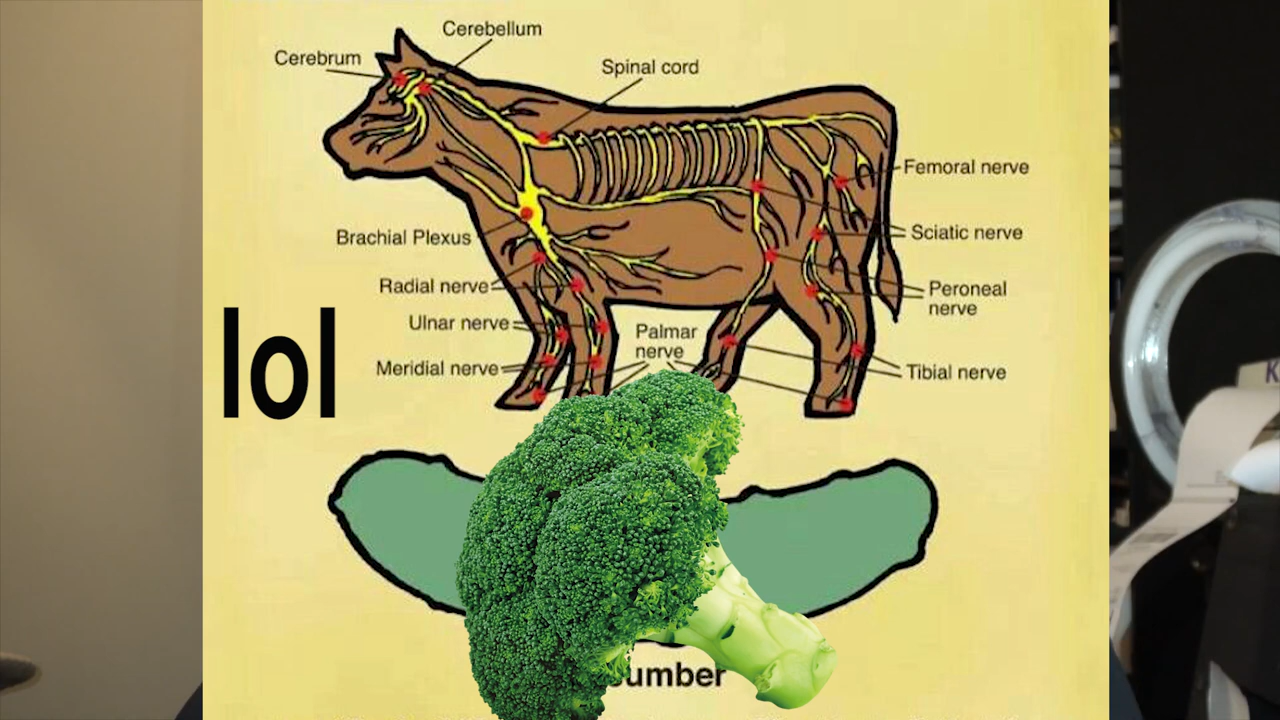 Cerebellum
Cerebrum
Spinal cord
Femoral nerve
Brachial Plexus
Sciatic nerve
Radial nerve
Peroneal
nerve
lol
Ulnar nerve
Palmar
nerve
Meridial nerve
Tibial nerve
K
umber